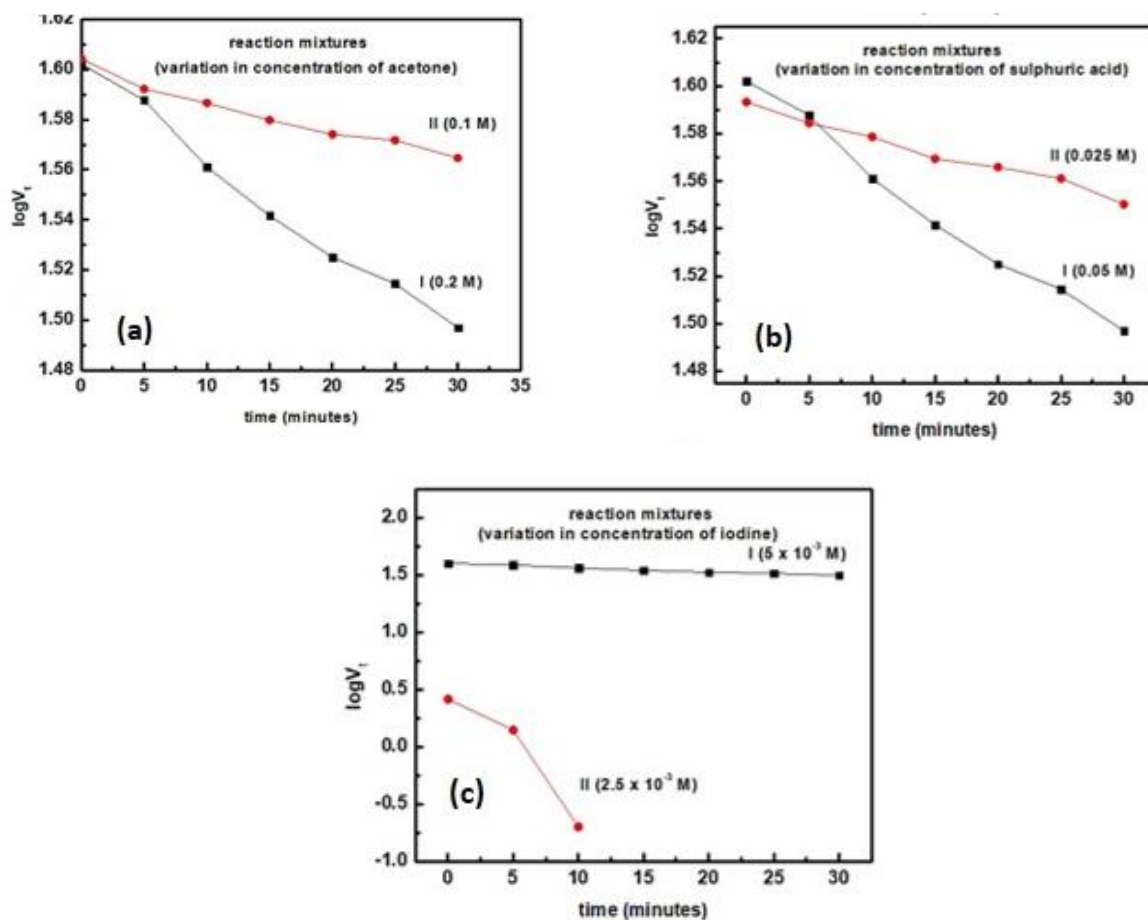 reaction mixtures
(variation in concentration of acetone)
1.62
1.60
1.58
1.56
1.54
1.52
1.50
1.48
logVt
II (0.1 M)
I (0.2 M)
(a)
0 5 10 15 20 25 30 35
time (minutes)
reaction mixtures
(variation in concentration of sulphuric acid)
1.62
1.60
1.58
1.56
1.54
1.52
1.50
1.48
logVt
II (0.025 M)
I (0.05 M)
(b)
0 5 10 15 20 25 30
time (minutes)
reaction mixtures
(variation in concentration of iodine)
I (5 x 10⁻³ M)
2.0
1.5
1.0
0.5
0.0
-0.5
-1.0
logVt
II (2.5 x 10⁻³ M)
(c)
0 5 10 15 20 25 30
time (minutes)